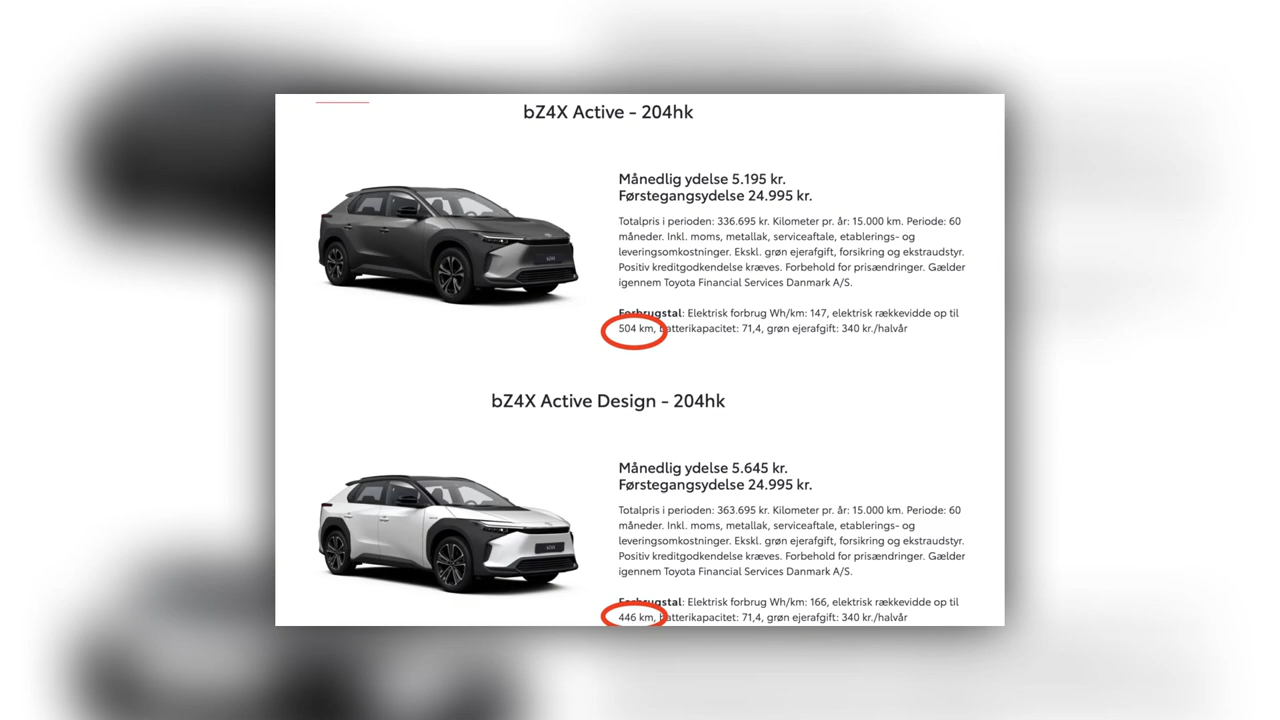 bZ4X Active - 204hk
Månedlig ydelse 5.195 kr.
Førstegangsydelse 24.995 kr.
Totalpris i perioden: 336.695 kr. Kilometer pr. år: 15.000 km. Periode: 60
måneder. Inkl. moms, metallak, serviceaftale, etablerings- og
leveringsomkostninger. Ekskl. grøn ejerafgift, forsikring og ekstraudstyr.
Positiv kreditgodkendelse kræves. Forbehold for prisændringer. Gælder
igennem Toyota Financial Services Danmark A/S.
Forbrugstal: Elektrisk forbrug Wh/km: 147, elektrisk rækkevidde op til
504 km, batterikapacitet: 71,4, grøn ejerafgift: 340 kr./halvår
bZ4X Active Design - 204hk
Månedlig ydelse 5.645 kr.
Førstegangsydelse 24.995 kr.
Totalpris i perioden: 363.695 kr. Kilometer pr. år: 15.000 km. Periode: 60
måneder. Inkl. moms, metallak, serviceaftale, etablerings- og
leveringsomkostninger. Ekskl. grøn ejerafgift, forsikring og ekstraudstyr.
Positiv kreditgodkendelse kræves. Forbehold for prisændringer. Gælder
igennem Toyota Financial Services Danmark A/S.
Forbrugstal: Elektrisk forbrug Wh/km: 166, elektrisk rækkevidde op til
446 km, batterikapacitet: 71,4, grøn ejerafgift: 340 kr./halvår